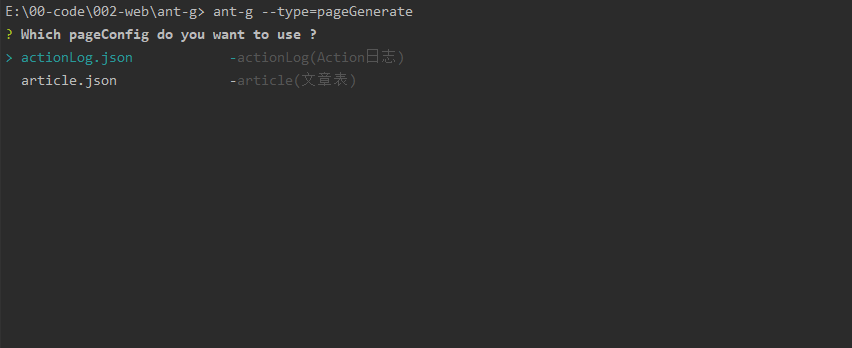 E:\00-code\002-web\ant-g> ant-g --type=pageGenerate
? Which pageConfig do you want to use ?
> actionLog.json -actionLog(Action日志)
article.json -article(文章表)